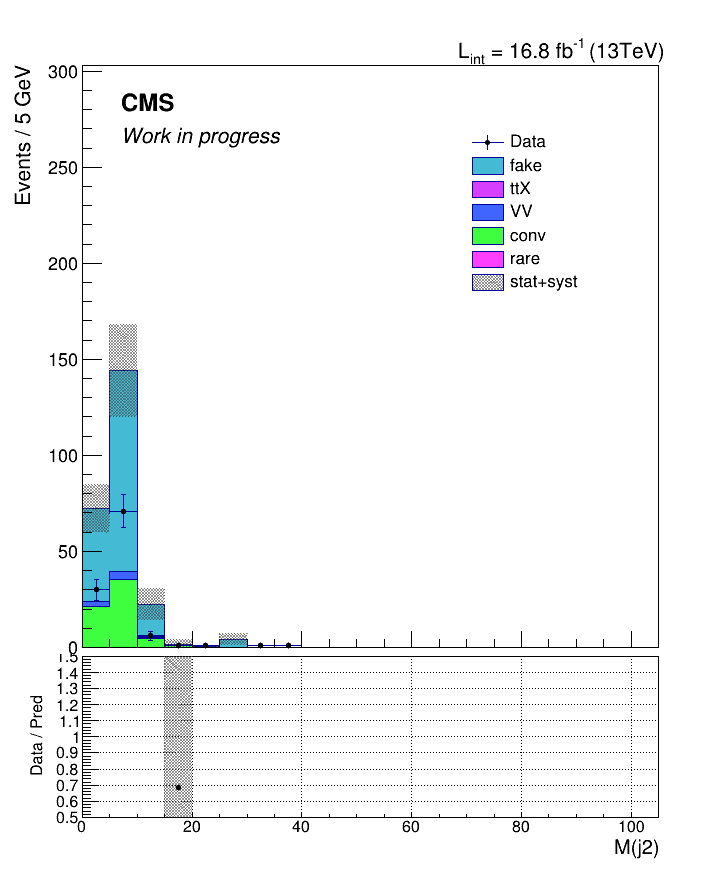 L_int = 16.8 fb^-1 (13TeV)
Events / 5 GeV
300
250
200
150
100
50
0
CMS
Work in progress
Data
fake
ttX
VV
conv
rare
stat+syst
Data / Pred
1.5
1.4
1.3
1.2
1.1
1
0.9
0.8
0.7
0.6
0.5
0 20 40 60 80 100
M(j2)